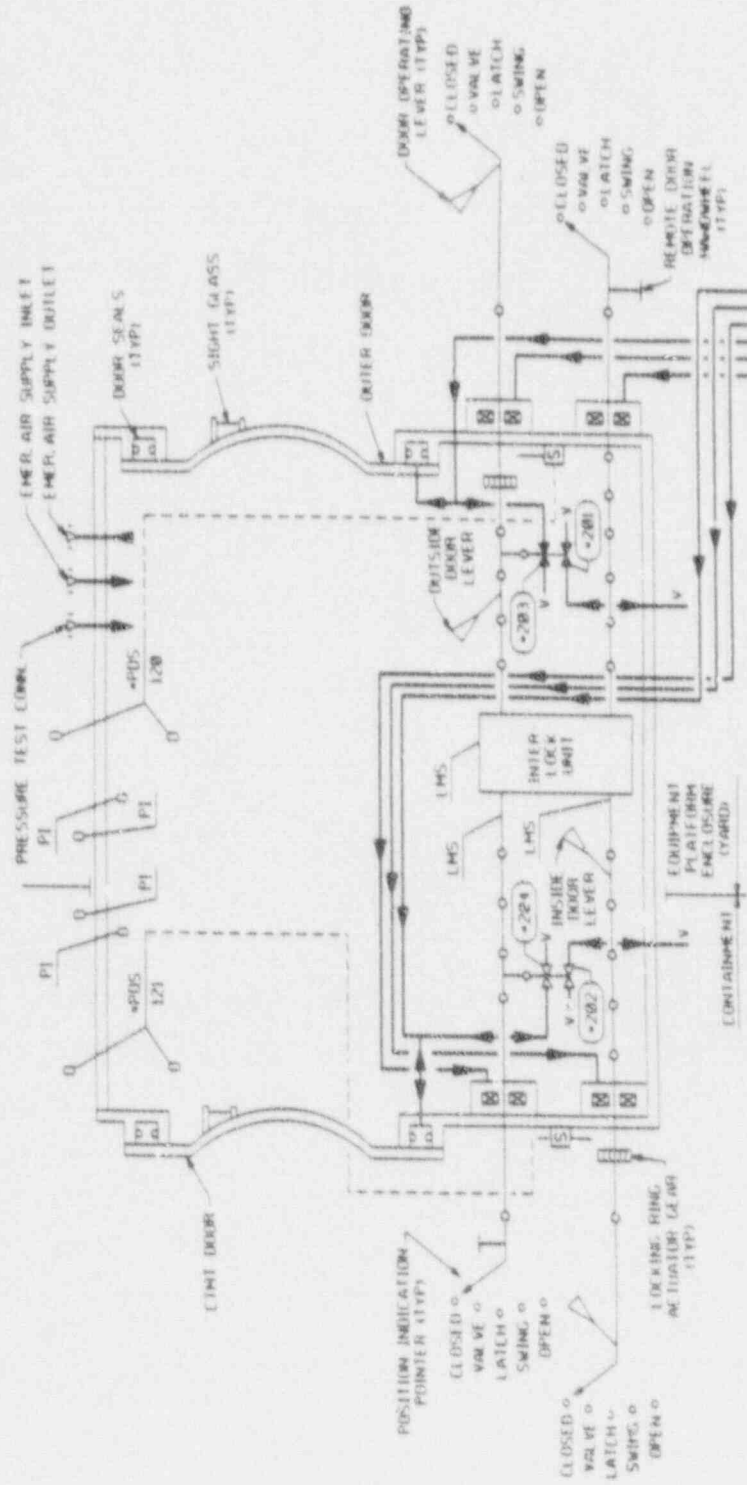 PRESSURE TEST CONN.
EMER. AIR SUPPLY INLET
EMER. AIR SUPPLY OUTLET
DOOR SEALS
(TYP)
SIGHT GLASS
(TYP)
OUTER DOOR
DOOR OPERATING
LEVER (TYP)
CLOSED
VALVE
LATCH
SWING
OPEN
CLOSED
VALVE
LATCH
SWING
OPEN
REMOTE DOOR
OPERATION
HANDWHEEL
(TYP)
PI
PI
PI
PI
*PDS
121
*PDS
120
CTMT DOOR
OUTSIDE
DOOR
LEVER
*203
*201
V
V
V
S
LMS
LMS
LMS
INTER
LOCK
UNIT
*204
INSIDE
DOOR
LEVER
*202
V
V
V
S
POSITION INDICATION
POINTER (TYP)
CLOSED
VALVE
LATCH
SWING
OPEN
CLOSED
VALVE
LATCH
SWING
OPEN
LOCKING RING
ACTUATOR GEAR
(TYP)
EQUIPMENT
PLATFORM
ENCLOSURE
(YARD)
CONTAINMENT